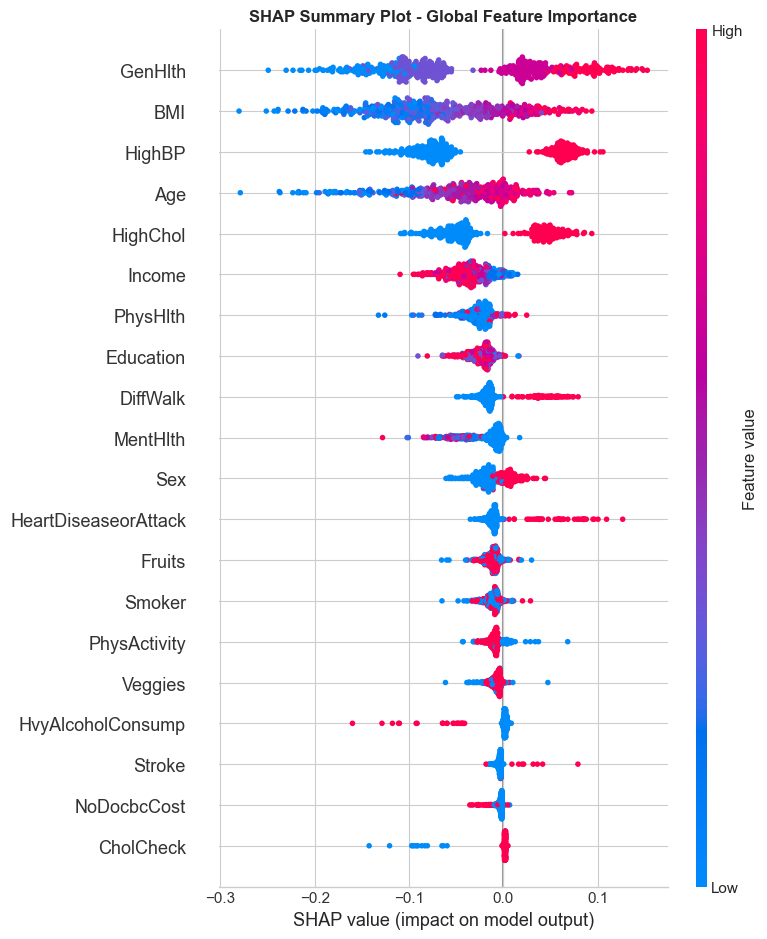 SHAP Summary Plot - Global Feature Importance
High
GenHlth
BMI
HighBP
Age
HighChol
Income
PhysHlth
Education
DiffWalk
MentHlth
Sex
HeartDiseaseorAttack
Fruits
Smoker
PhysActivity
Veggies
HvyAlcoholConsump
Stroke
NoDocbcCost
CholCheck
Feature value
Low
−0.3 −0.2 −0.1 0.0 0.1
SHAP value (impact on model output)